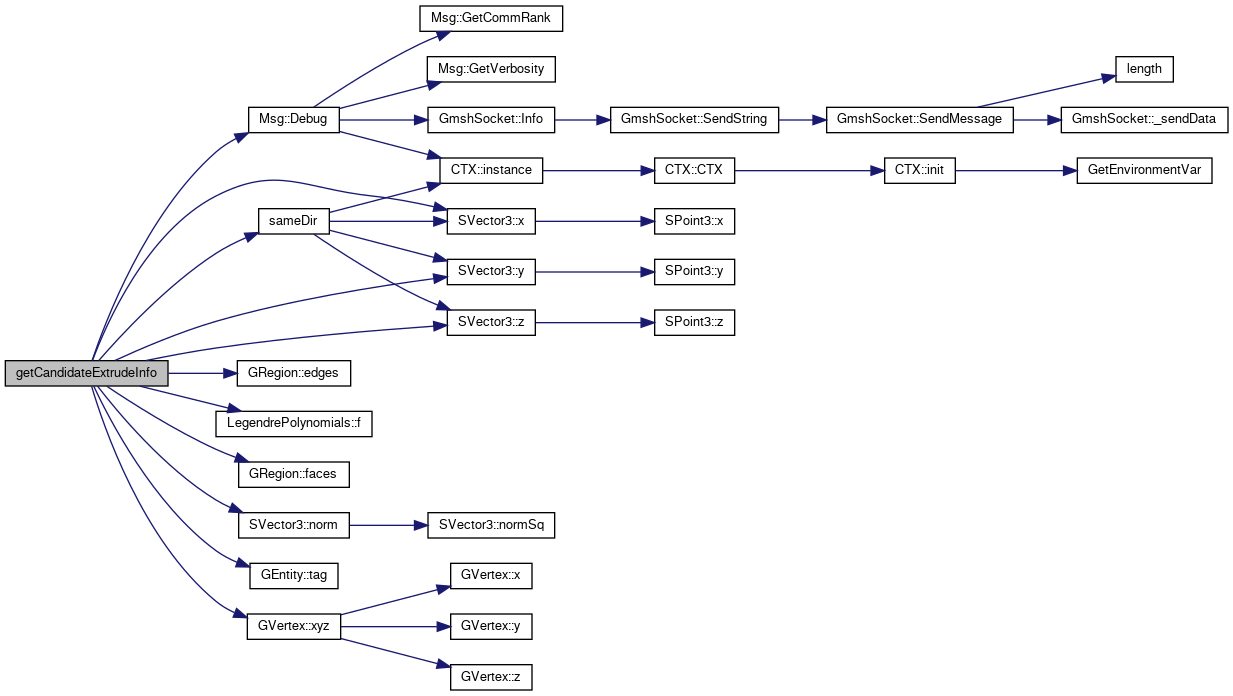 Msg::GetCommRank
Msg::GetVerbosity
length
Msg::Debug
GmshSocket::Info
GmshSocket::SendString
GmshSocket::SendMessage
GmshSocket::_sendData
CTX::instance
CTX::CTX
CTX::init
GetEnvironmentVar
sameDir
SVector3::x
SPoint3::x
SVector3::y
SPoint3::y
SVector3::z
SPoint3::z
getCandidateExtrudeInfo
GRegion::edges
LegendrePolynomials::f
GRegion::faces
SVector3::norm
SVector3::normSq
GEntity::tag
GVertex::x
GVertex::xyz
GVertex::y
GVertex::z